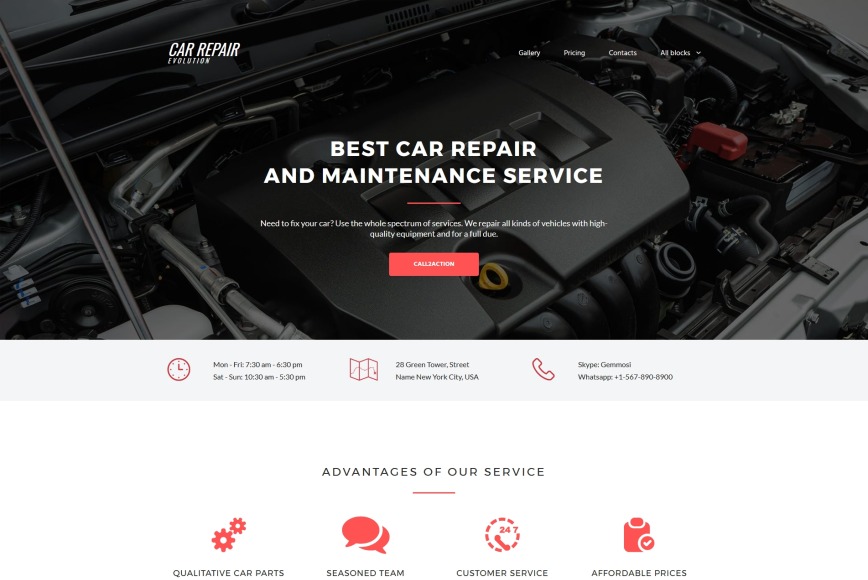 CAR REPAIR
EVOLUTION
Gallery Pricing Contacts All blocks
BEST CAR REPAIR
AND MAINTENANCE SERVICE
Need to fix your car? Use the whole spectrum of services. We repair all kinds of vehicles with high-
quality equipment and for a full due.
CALL2ACTION
Mon - Fri: 7:30 am - 6:30 pm
Sat - Sun: 10:30 am - 5:30 pm
28 Green Tower, Street
Name New York City, USA
Skype: Gemmosi
Whatsapp: +1-567-890-8900
ADVANTAGES OF OUR SERVICE
24 7
QUALITATIVE CAR PARTS
SEASONED TEAM
CUSTOMER SERVICE
AFFORDABLE PRICES